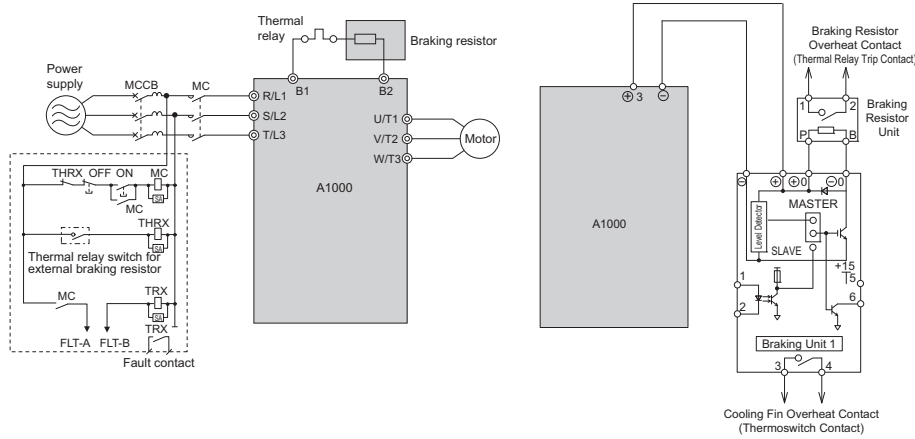 Thermal
relay
Braking resistor
Power
supply
MCCB
MC
B1
B2
R/L1
S/L2
T/L3
U/T1
V/T2
W/T3
Motor
A1000
THRX OFF ON MC
SA
MC
THRX
SA
Thermal relay switch for
external braking resistor
MC
TRX
SA
TRX
FLT-A FLT-B
Fault contact
⊕ 3 ⊖
A1000
Braking Resistor
Overheat Contact
(Thermal Relay Trip Contact)
1 2
Braking
Resistor
Unit
P B
⊖ ⊕ ⊕0 ⊖0
MASTER
Level Detector
SLAVE
+15
5
1
2
6
Braking Unit 1
3 4
Cooling Fin Overheat Contact
(Thermoswitch Contact)